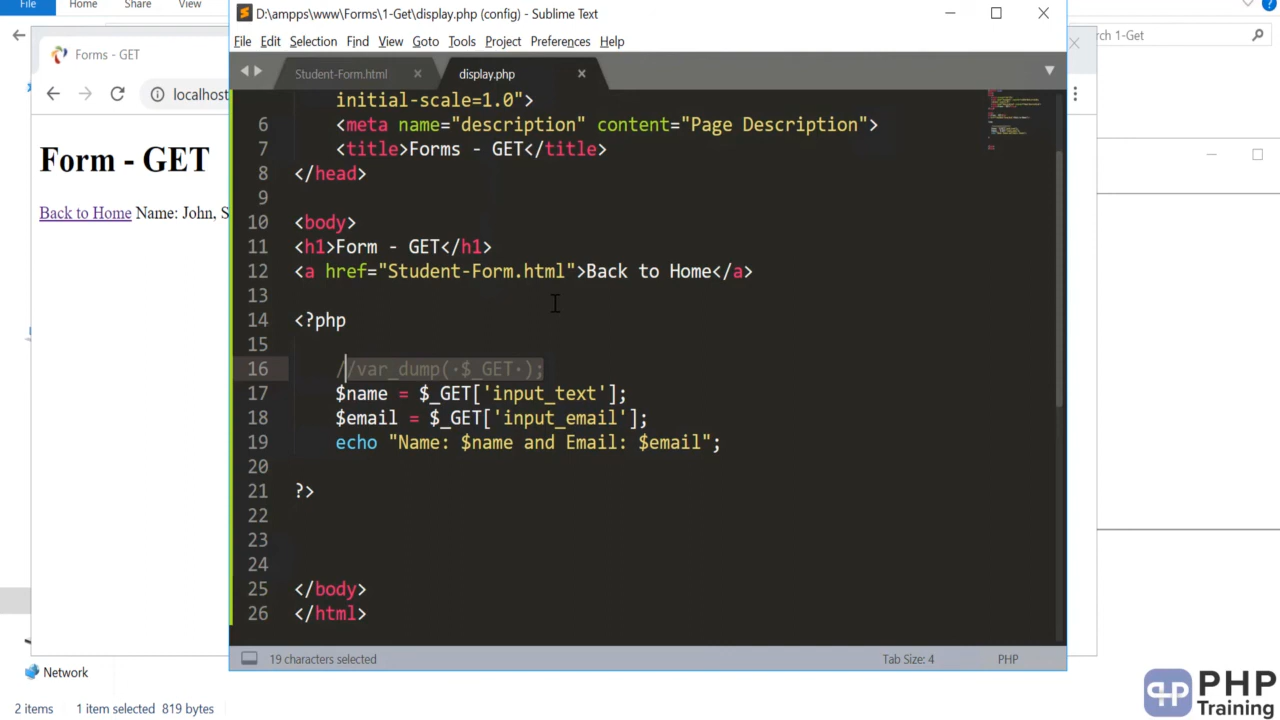 File Home Share View
D:\ampps\www\Forms\1-Get\display.php (config) - Sublime Text
File Edit Selection Find View Goto Tools Project Preferences Help
Forms - GET
Student-Form.html
display.php
rch 1-Get
localhost
Form - GET
Back to Home Name: John, S
initial-scale=1.0">
6 <meta name="description" content="Page Description">
7 <title>Forms - GET</title>
8 </head>
9
10 <body>
11 <h1>Form - GET</h1>
12 <a href="Student-Form.html">Back to Home</a>
13
14 <?php
15
16 //var_dump(·$_GET·);
17 $name = $_GET['input_text'];
18 $email = $_GET['input_email'];
19 echo "Name: $name and Email: $email";
20
21 ?>
22
23
24
25 </body>
26 </html>
19 characters selected
Tab Size: 4
PHP
Network
2 items 1 item selected 819 bytes
php PHP
Training